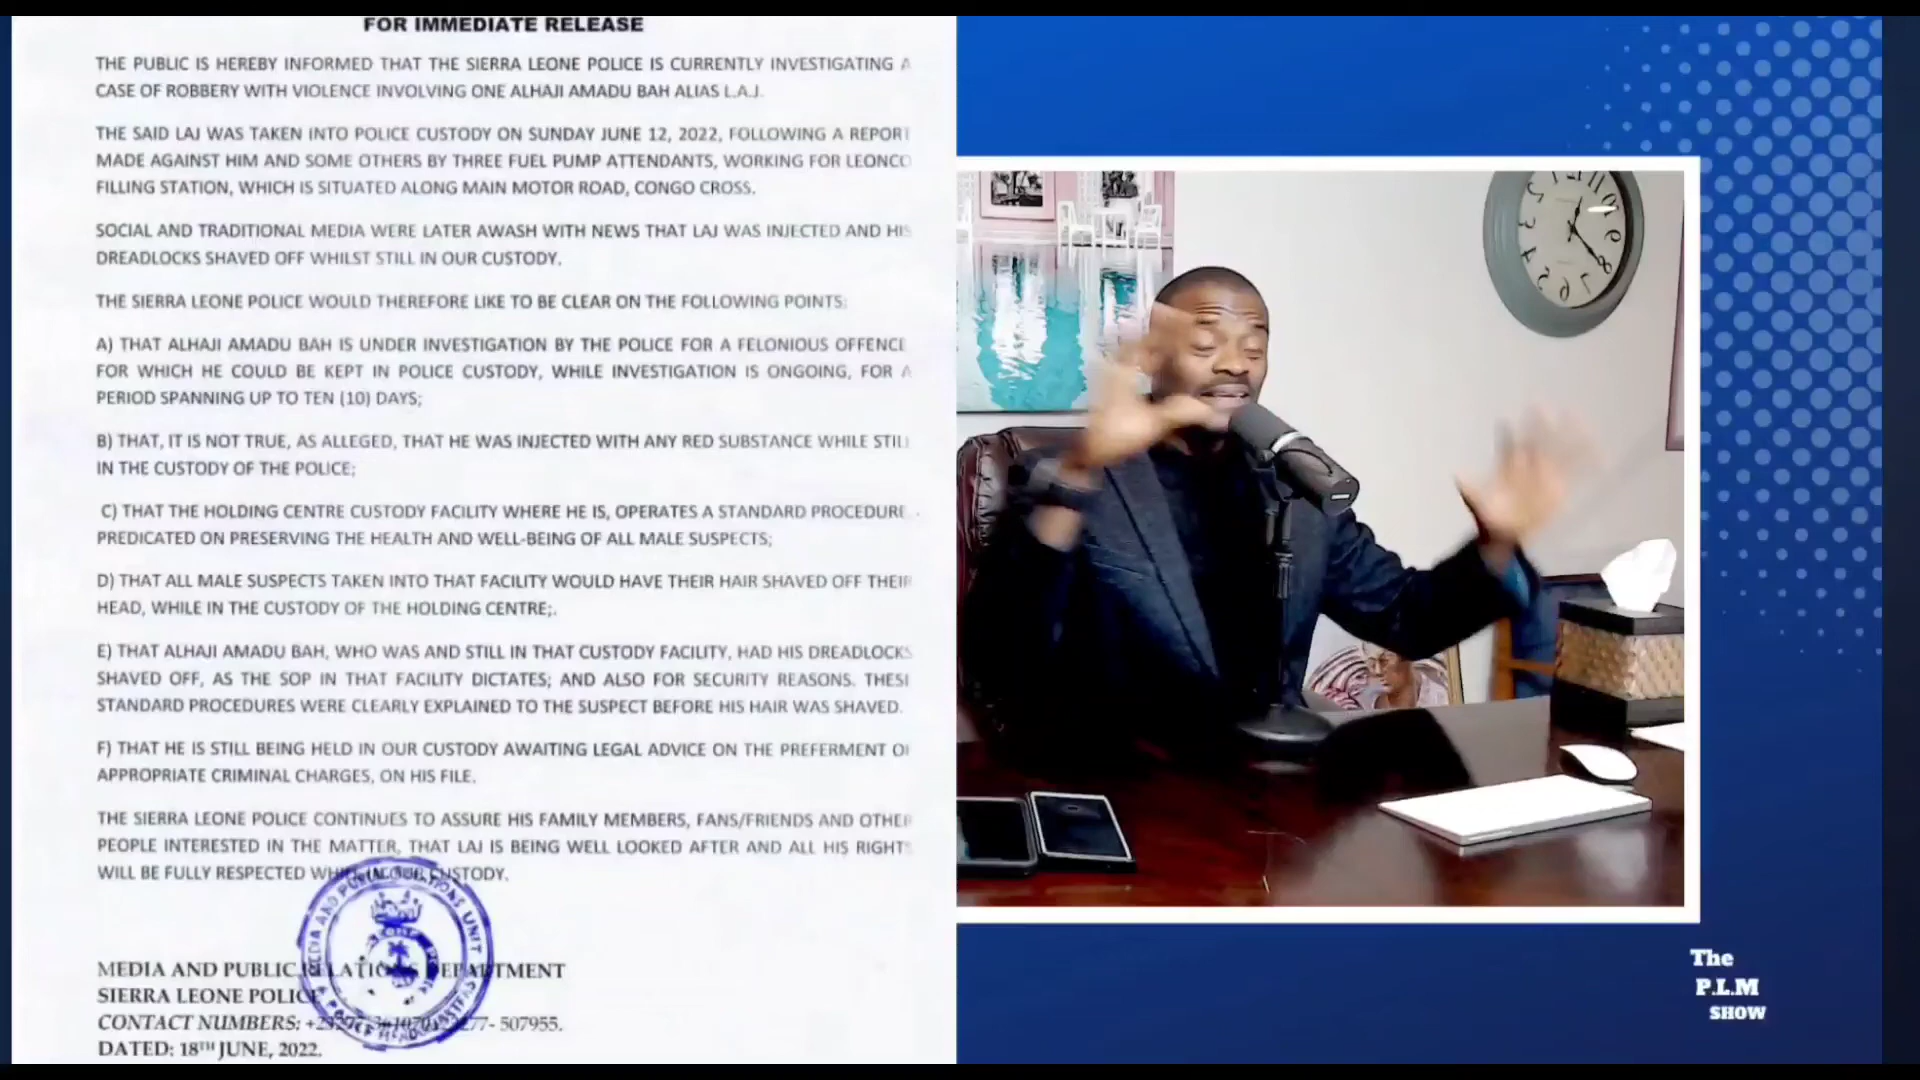 FOR IMMEDIATE RELEASE
THE PUBLIC IS HEREBY INFORMED THAT THE SIERRA LEONE POLICE IS CURRENTLY INVESTIGATING A
CASE OF ROBBERY WITH VIOLENCE INVOLVING ONE ALHAJI AMADU BAH ALIAS L.A.J.
THE SAID LAJ WAS TAKEN INTO POLICE CUSTODY ON SUNDAY JUNE 12, 2022, FOLLOWING A REPORT
MADE AGAINST HIM AND SOME OTHERS BY THREE FUEL PUMP ATTENDANTS, WORKING FOR LEONCO
FILLING STATION, WHICH IS SITUATED ALONG MAIN MOTOR ROAD, CONGO CROSS.
SOCIAL AND TRADITIONAL MEDIA WERE LATER AWASH WITH NEWS THAT LAJ WAS INJECTED AND HIS
DREADLOCKS SHAVED OFF WHILST STILL IN OUR CUSTODY.
THE SIERRA LEONE POLICE WOULD THEREFORE LIKE TO BE CLEAR ON THE FOLLOWING POINTS:
A) THAT ALHAJI AMADU BAH IS UNDER INVESTIGATION BY THE POLICE FOR A FELONIOUS OFFENCE
FOR WHICH HE COULD BE KEPT IN POLICE CUSTODY, WHILE INVESTIGATION IS ONGOING, FOR A
PERIOD SPANNING UP TO TEN (10) DAYS;
B) THAT, IT IS NOT TRUE, AS ALLEGED, THAT HE WAS INJECTED WITH ANY RED SUBSTANCE WHILE STILL
IN THE CUSTODY OF THE POLICE;
C) THAT THE HOLDING CENTRE CUSTODY FACILITY WHERE HE IS, OPERATES A STANDARD PROCEDURE
PREDICATED ON PRESERVING THE HEALTH AND WELL-BEING OF ALL MALE SUSPECTS;
D) THAT ALL MALE SUSPECTS TAKEN INTO THAT FACILITY WOULD HAVE THEIR HAIR SHAVED OFF THEIR
HEAD, WHILE IN THE CUSTODY OF THE HOLDING CENTRE;.
E) THAT ALHAJI AMADU BAH, WHO WAS AND STILL IN THAT CUSTODY FACILITY, HAD HIS DREADLOCKS
SHAVED OFF, AS THE SOP IN THAT FACILITY DICTATES; AND ALSO FOR SECURITY REASONS. THESE
STANDARD PROCEDURES WERE CLEARLY EXPLAINED TO THE SUSPECT BEFORE HIS HAIR WAS SHAVED.
F) THAT HE IS STILL BEING HELD IN OUR CUSTODY AWAITING LEGAL ADVICE ON THE PREFERMENT OF
APPROPRIATE CRIMINAL CHARGES, ON HIS FILE.
THE SIERRA LEONE POLICE CONTINUES TO ASSURE HIS FAMILY MEMBERS, FANS/FRIENDS AND OTHER
PEOPLE INTERESTED IN THE MATTER, THAT LAJ IS BEING WELL LOOKED AFTER AND ALL HIS RIGHTS
WILL BE FULLY RESPECTED WHILE IN OUR CUSTODY.
MEDIA AND PUBLIC RELATIONS DEPARTMENT
SIERRA LEONE POLICE
CONTACT NUMBERS: 507955.
DATED: 18TH JUNE, 2022.
MEDIA AND PUBLIC RELATIONS UNIT
POLICE HEADQUARTERS
The
P.L.M
SHOW